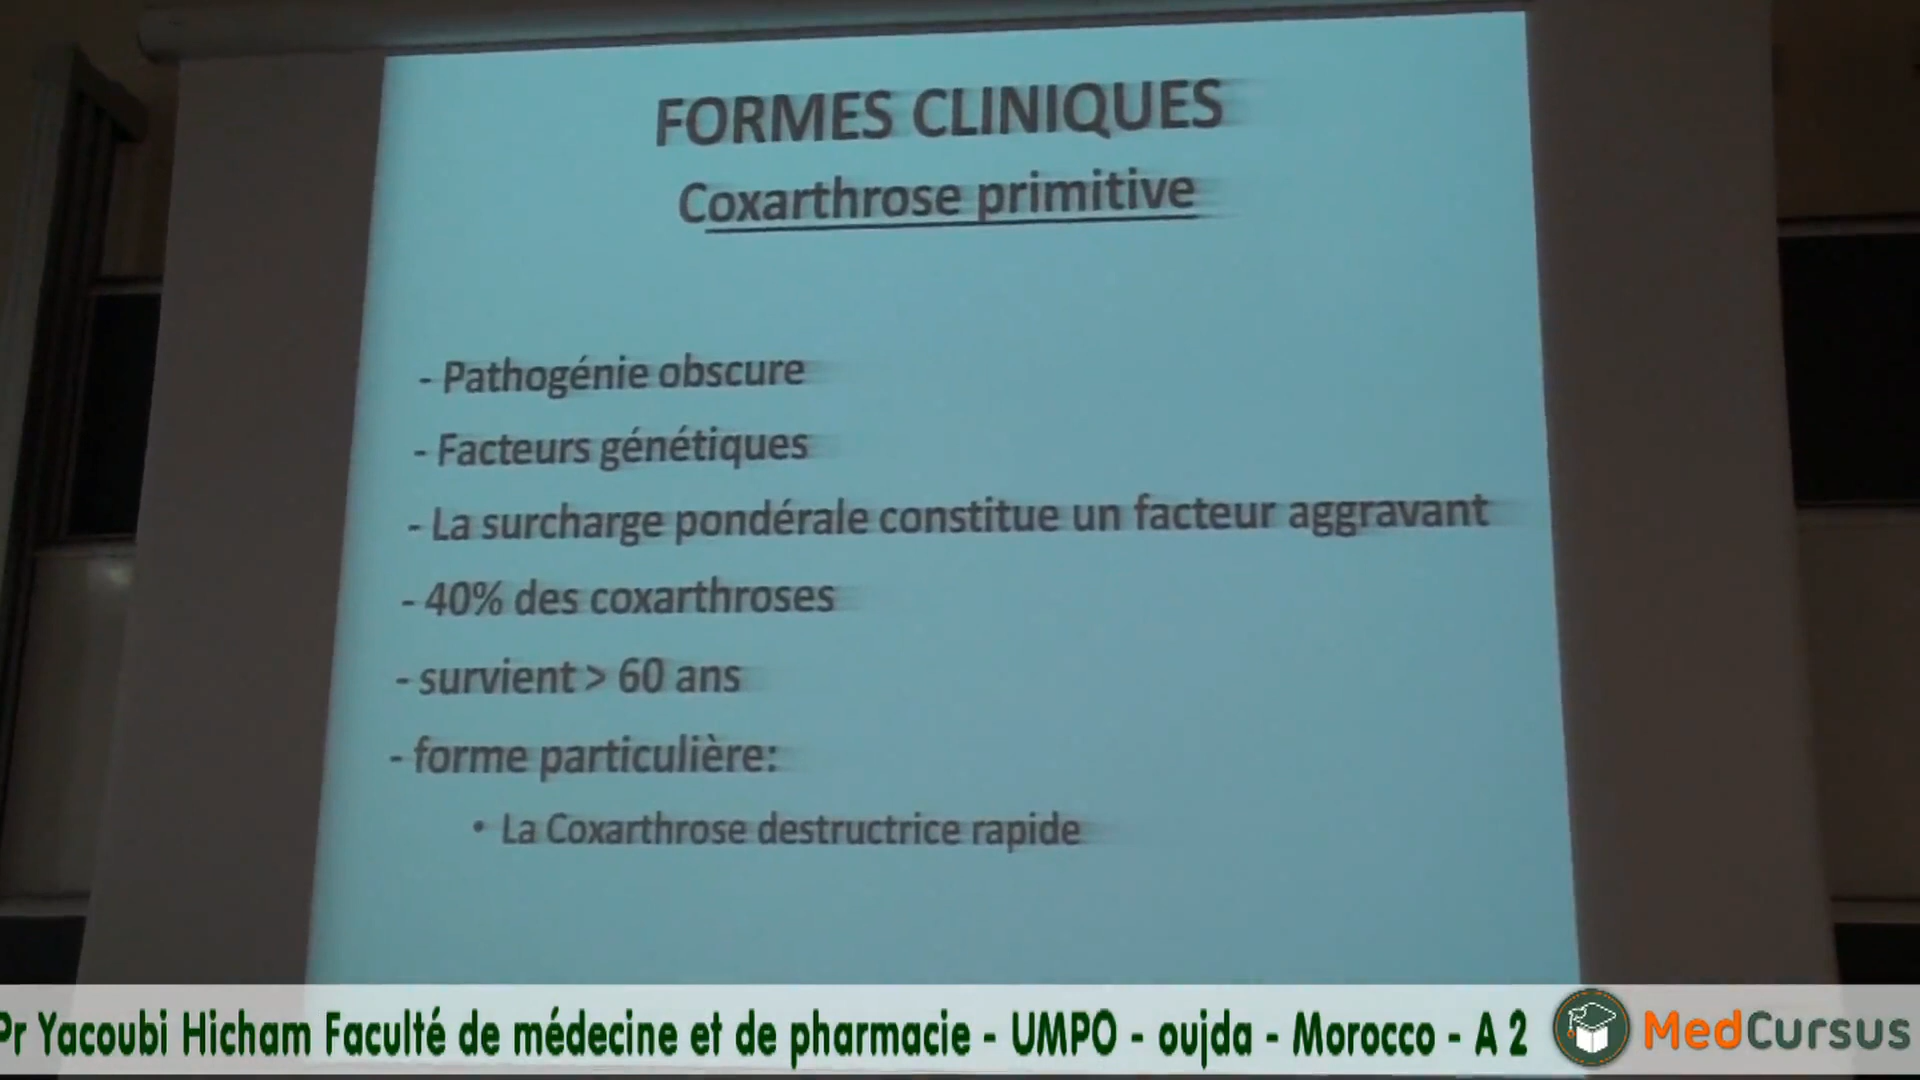 FORMES CLINIQUES
Coxarthrose primitive
- Pathogénie obscure
- Facteurs génétiques
- La surcharge pondérale constitue un facteur aggravant
- 40% des coxarthroses
- survient > 60 ans
- forme particulière:
• La Coxarthrose destructrice rapide
Pr Yacoubi Hicham Faculté de médecine et de pharmacie - UMPO - oujda - Morocco - A 2
MedCursus